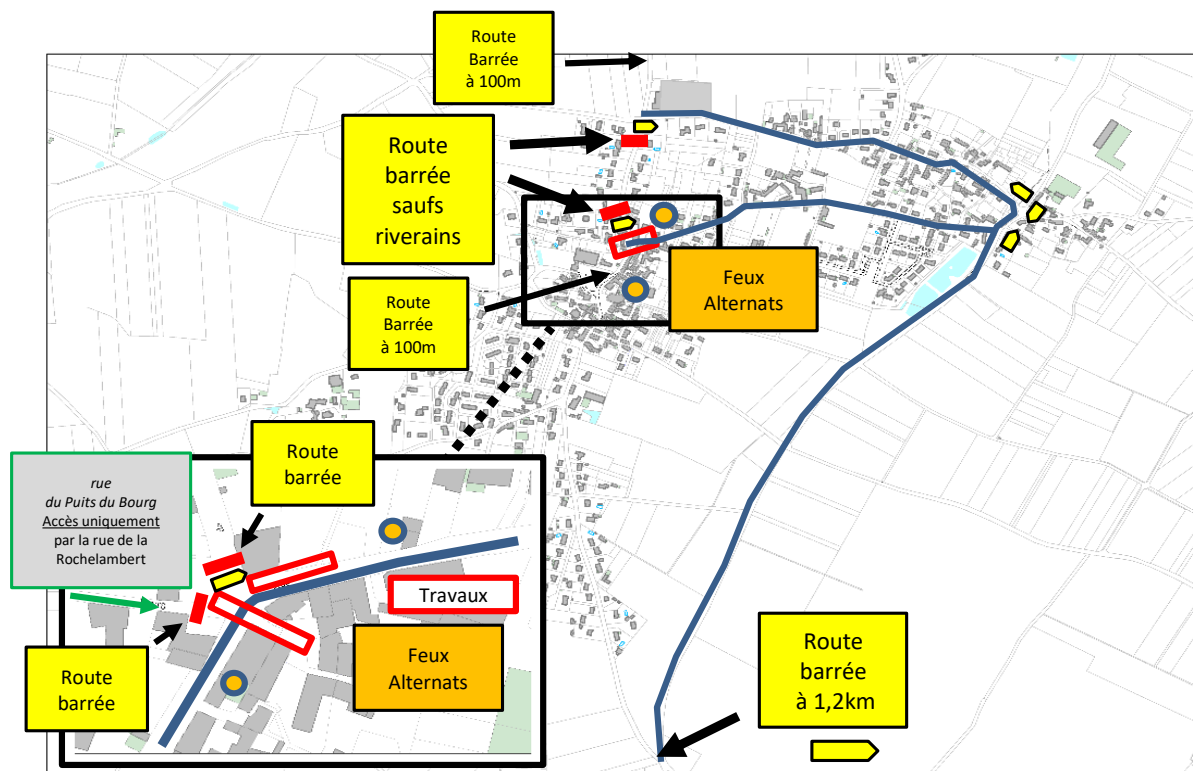 Route
Barrée
à 100m
Route
barrée
saufs
riverains
Route
Barrée
à 100m
Feux
Alternats
Route
barrée
rue
du Puits du Bourg
Accès uniquement
par la rue de la
Rochelambert
Travaux
Feux
Alternats
Route
barrée
Route
barrée
à 1,2km